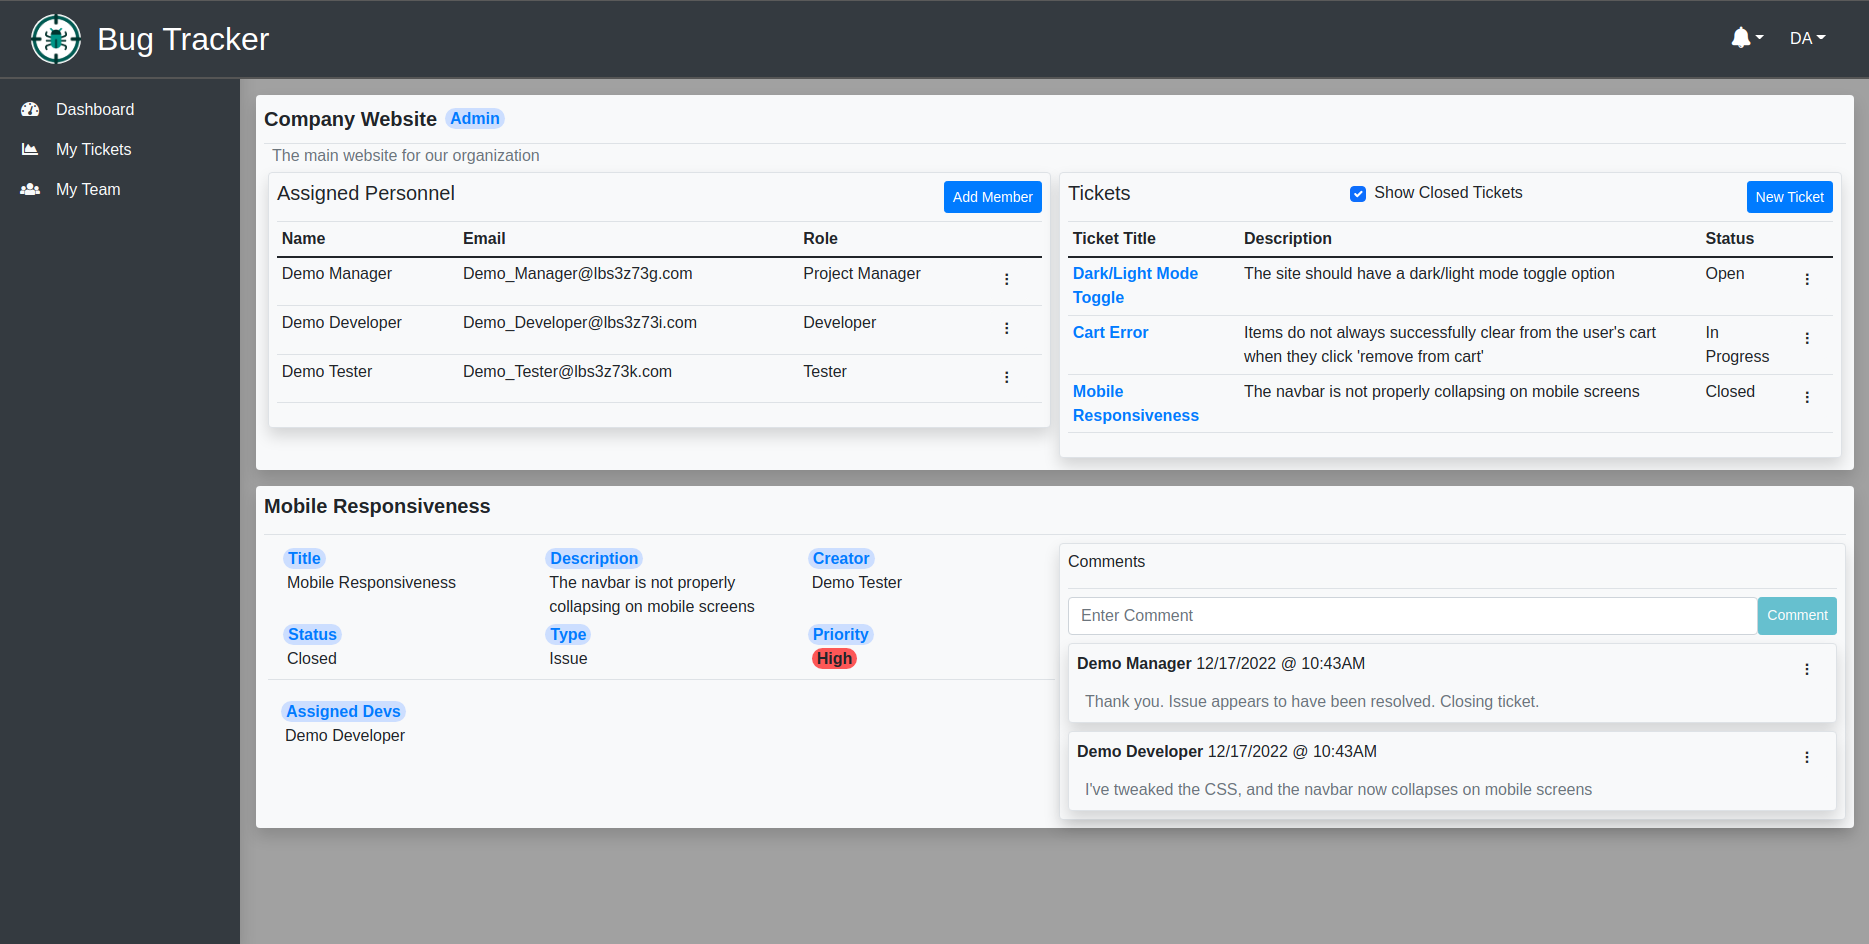 Bug Tracker
DA
Dashboard
My Tickets
My Team
Company Website Admin
The main website for our organization
Assigned Personnel
Add Member
Name Email Role
Demo Manager Demo_Manager@lbs3z73g.com Project Manager
Demo Developer Demo_Developer@lbs3z73i.com Developer
Demo Tester Demo_Tester@lbs3z73k.com Tester
Tickets
Show Closed Tickets
New Ticket
Ticket Title Description Status
Dark/Light Mode The site should have a dark/light mode toggle option Open
Toggle
Cart Error Items do not always successfully clear from the user's cart In
when they click 'remove from cart' Progress
Mobile The navbar is not properly collapsing on mobile screens Closed
Responsiveness
Mobile Responsiveness
Title Description Creator
Mobile Responsiveness The navbar is not properly Demo Tester
collapsing on mobile screens
Status Type Priority
Closed Issue High
Assigned Devs
Demo Developer
Comments
Enter Comment Comment
Demo Manager 12/17/2022 @ 10:43AM
Thank you. Issue appears to have been resolved. Closing ticket.
Demo Developer 12/17/2022 @ 10:43AM
I've tweaked the CSS, and the navbar now collapses on mobile screens